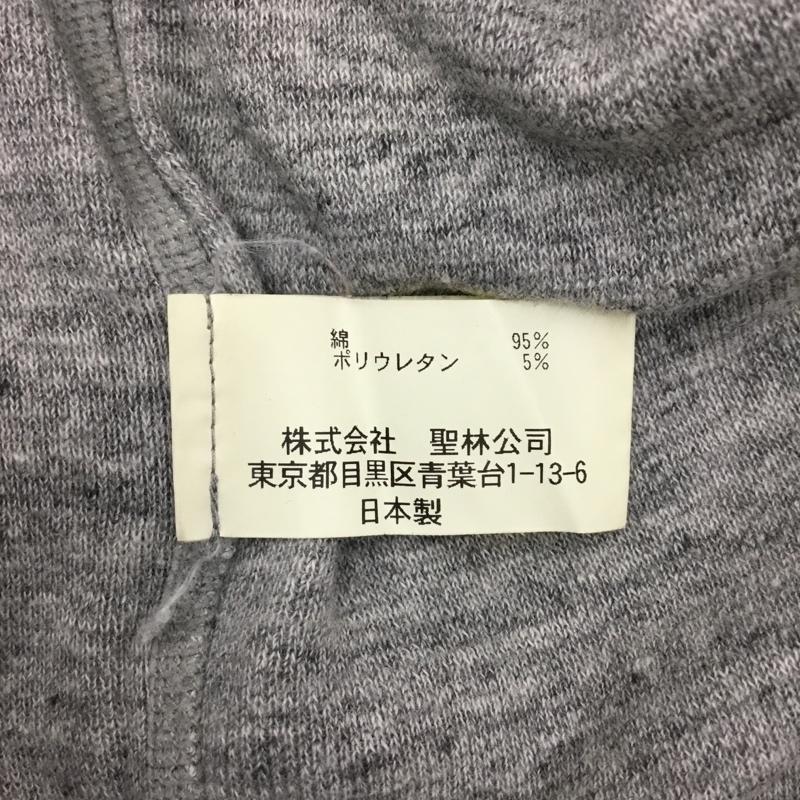 綿 95%
ポリウレタン 5%
株式会社 聖林公司
東京都目黒区青葉台1-13-6
日本製